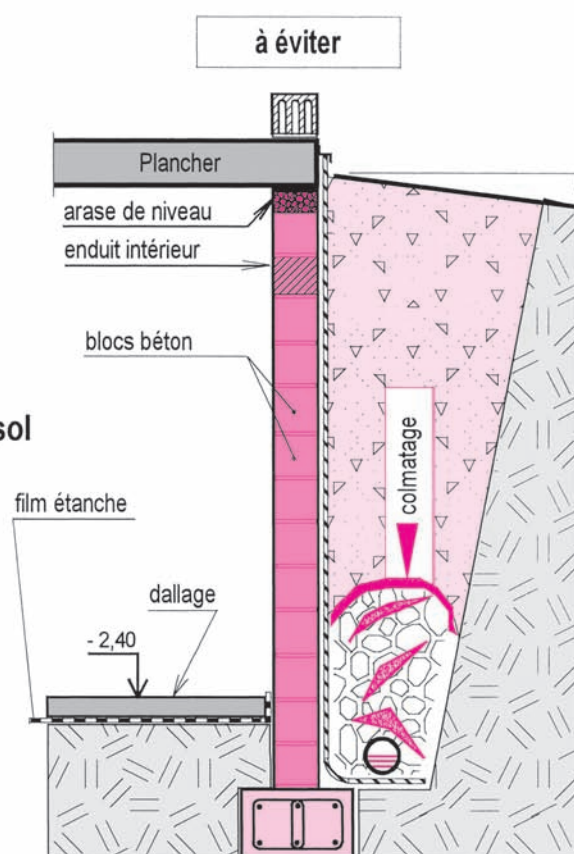 à éviter
Plancher
arase de niveau
enduit intérieur
blocs béton
sol
colmatage
film étanche
dallage
- 2,40